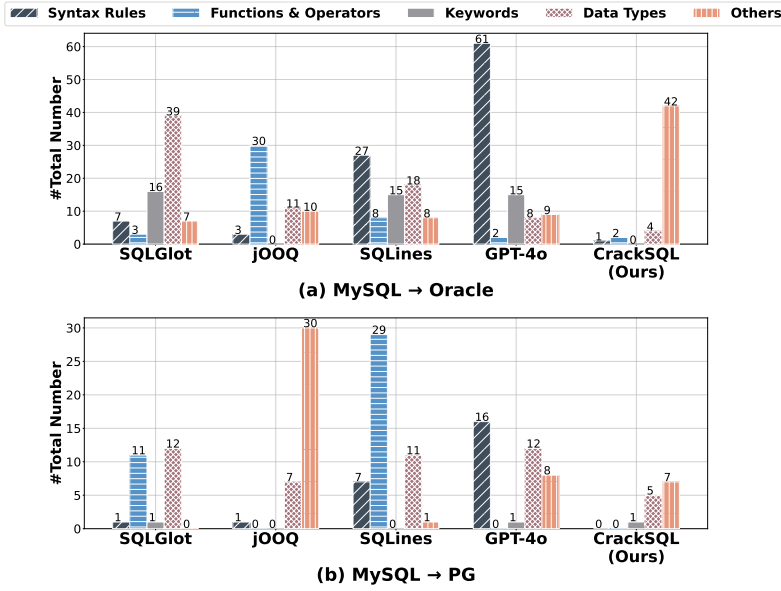 Syntax Rules Functions & Operators Keywords Data Types Others
#Total Number
60
50
40
30
20
10
0
7 3 16 39 7
3 30 0 11 10
27 8 15 18 8
61 2 15 8 9
1 2 0 4 42
SQLGlot jOOQ SQLines GPT-4o CrackSQL
(Ours)
(a) MySQL → Oracle
#Total Number
30
25
20
15
10
5
0
1 11 1 12 0
1 0 0 7 30
7 29 0 11 1
16 0 1 12 8
0 0 1 5 7
SQLGlot jOOQ SQLines GPT-4o CrackSQL
(Ours)
(b) MySQL → PG